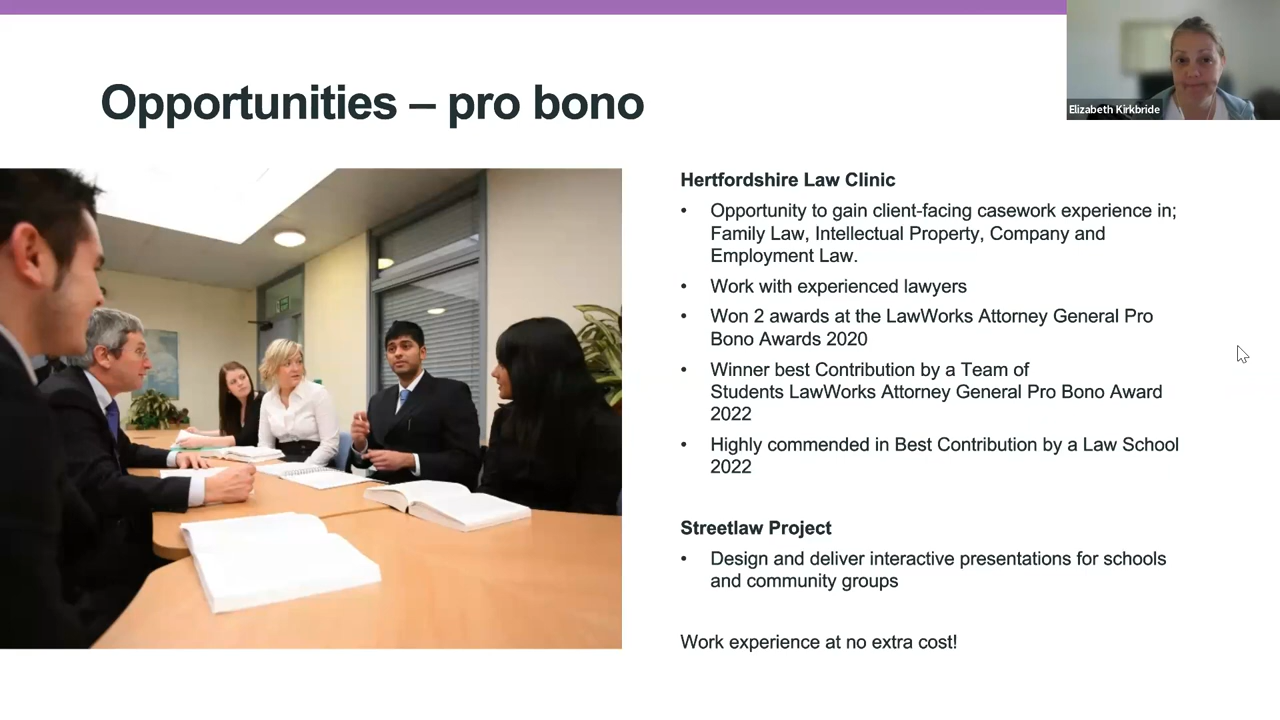 Opportunities – pro bono
Elizabeth Kirkbride
Hertfordshire Law Clinic
• Opportunity to gain client-facing casework experience in;
Family Law, Intellectual Property, Company and
Employment Law.
• Work with experienced lawyers
• Won 2 awards at the LawWorks Attorney General Pro
Bono Awards 2020
• Winner best Contribution by a Team of
Students LawWorks Attorney General Pro Bono Award
2022
• Highly commended in Best Contribution by a Law School
2022
Streetlaw Project
• Design and deliver interactive presentations for schools
and community groups
Work experience at no extra cost!